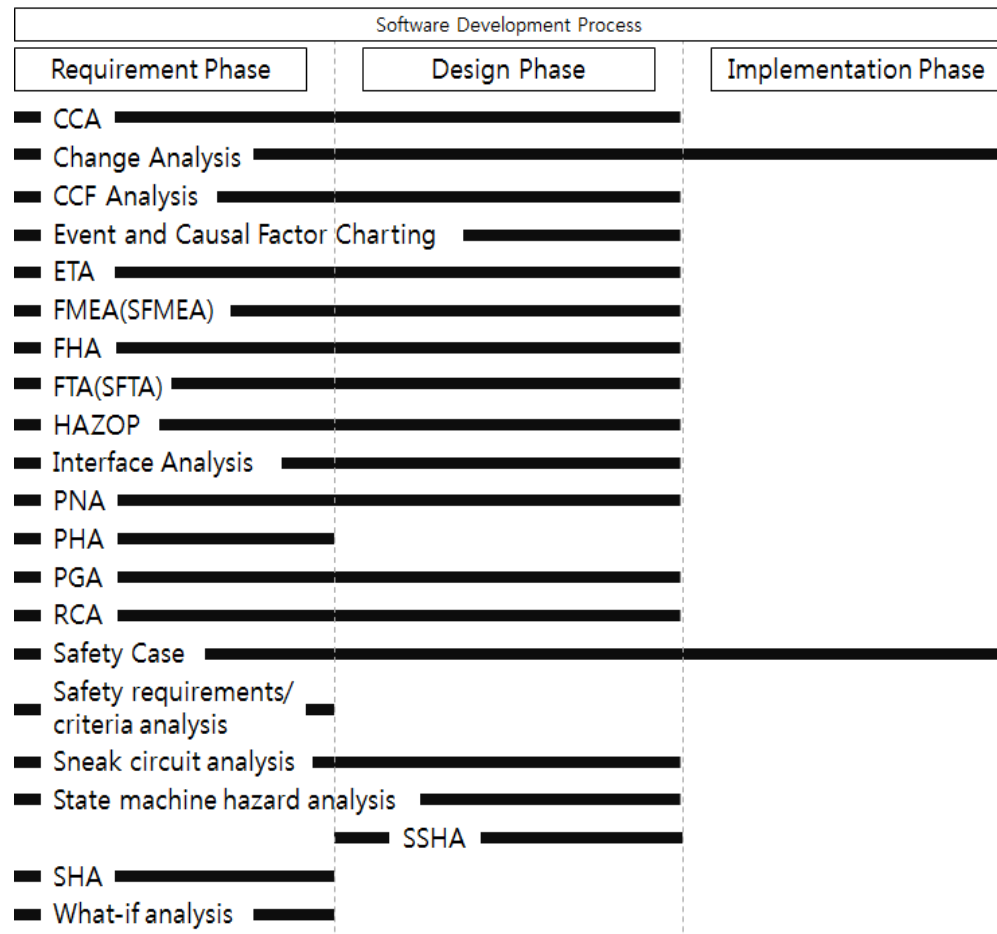 Software Development Process
Requirement Phase
Design Phase
Implementation Phase
CCA
Change Analysis
CCF Analysis
Event and Causal Factor Charting
ETA
FMEA(SFMEA)
FHA
FTA(SFTA)
HAZOP
Interface Analysis
PNA
PHA
PGA
RCA
Safety Case
Safety requirements/
criteria analysis
Sneak circuit analysis
State machine hazard analysis
SSHA
SHA
What-if analysis